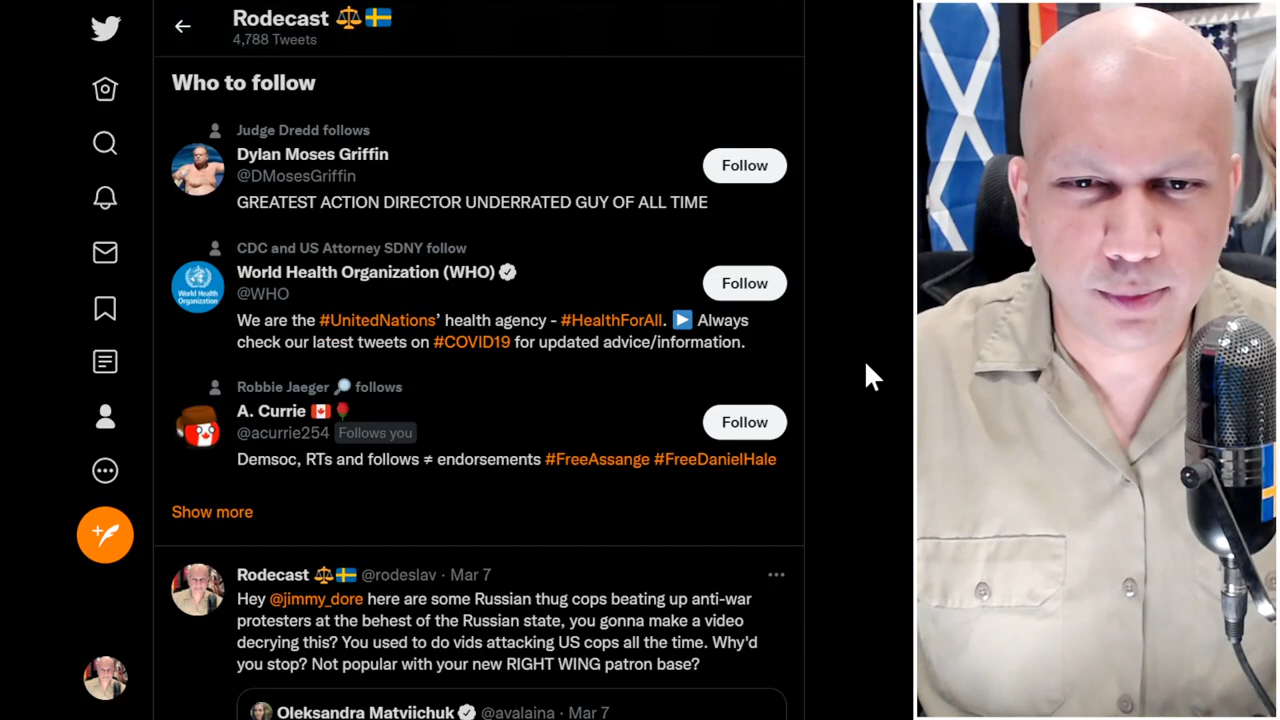 Rodecast ⚖️🇸🇪
4,788 Tweets
Who to follow
Judge Dredd follows
Dylan Moses Griffin
@DMosesGriffin
Follow
GREATEST ACTION DIRECTOR UNDERRATED GUY OF ALL TIME
CDC and US Attorney SDNY follow
World Health Organization (WHO)
@WHO
Follow
World Health
Organization
We are the #UnitedNations’ health agency - #HealthForAll. ▶️ Always
check our latest tweets on #COVID19 for updated advice/information.
Robbie Jaeger 🔎 follows
A. Currie 🇨🇦🌹
@acurrie254 Follows you
Follow
Demsoc, RTs and follows ≠ endorsements #FreeAssange #FreeDanielHale
Show more
Rodecast ⚖️🇸🇪 @rodeslav · Mar 7
Hey @jimmy_dore here are some Russian thug cops beating up anti-war
protesters at the behest of the Russian state, you gonna make a video
decrying this? You used to do vids attacking US cops all the time. Why'd
you stop? Not popular with your new RIGHT WING patron base?
Oleksandra Matviichuk @avalaina · Mar 7